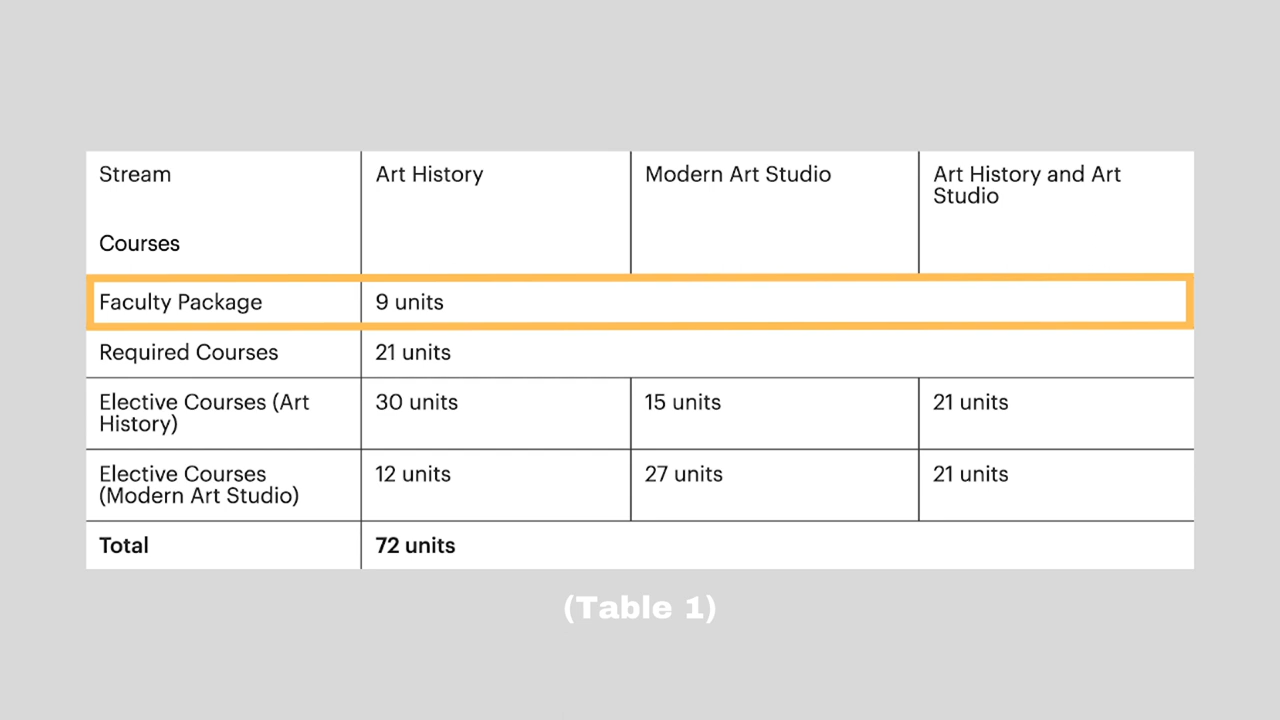 Stream
Courses
Art History
Modern Art Studio
Art History and Art
Studio
Faculty Package
9 units
Required Courses
21 units
Elective Courses (Art
History)
30 units
15 units
21 units
Elective Courses
(Modern Art Studio)
12 units
27 units
21 units
Total
72 units
(Table 1)